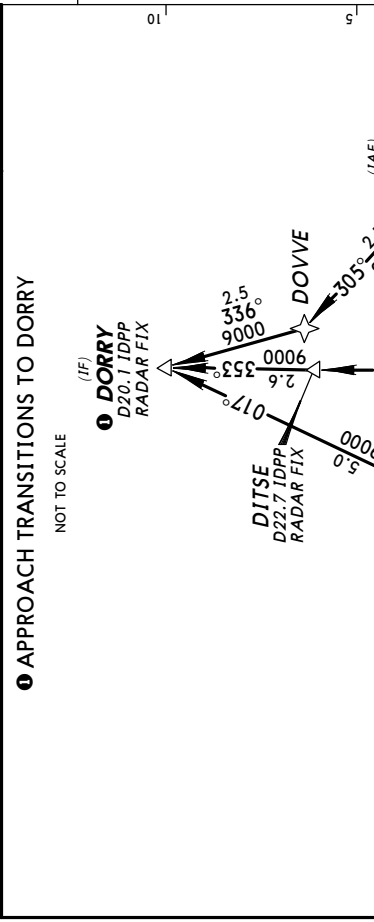 10
5
❶ APPROACH TRANSITIONS TO DORRY
NOT TO SCALE
(IF)
❶ DORRY
D20.1 IDPP
RADAR FIX
2.5
336°
9000
DOVVE
305°
(IAF)
353°
9000
2.6
017°
5.0
DITSE
D22.7 IDPP
RADAR FIX